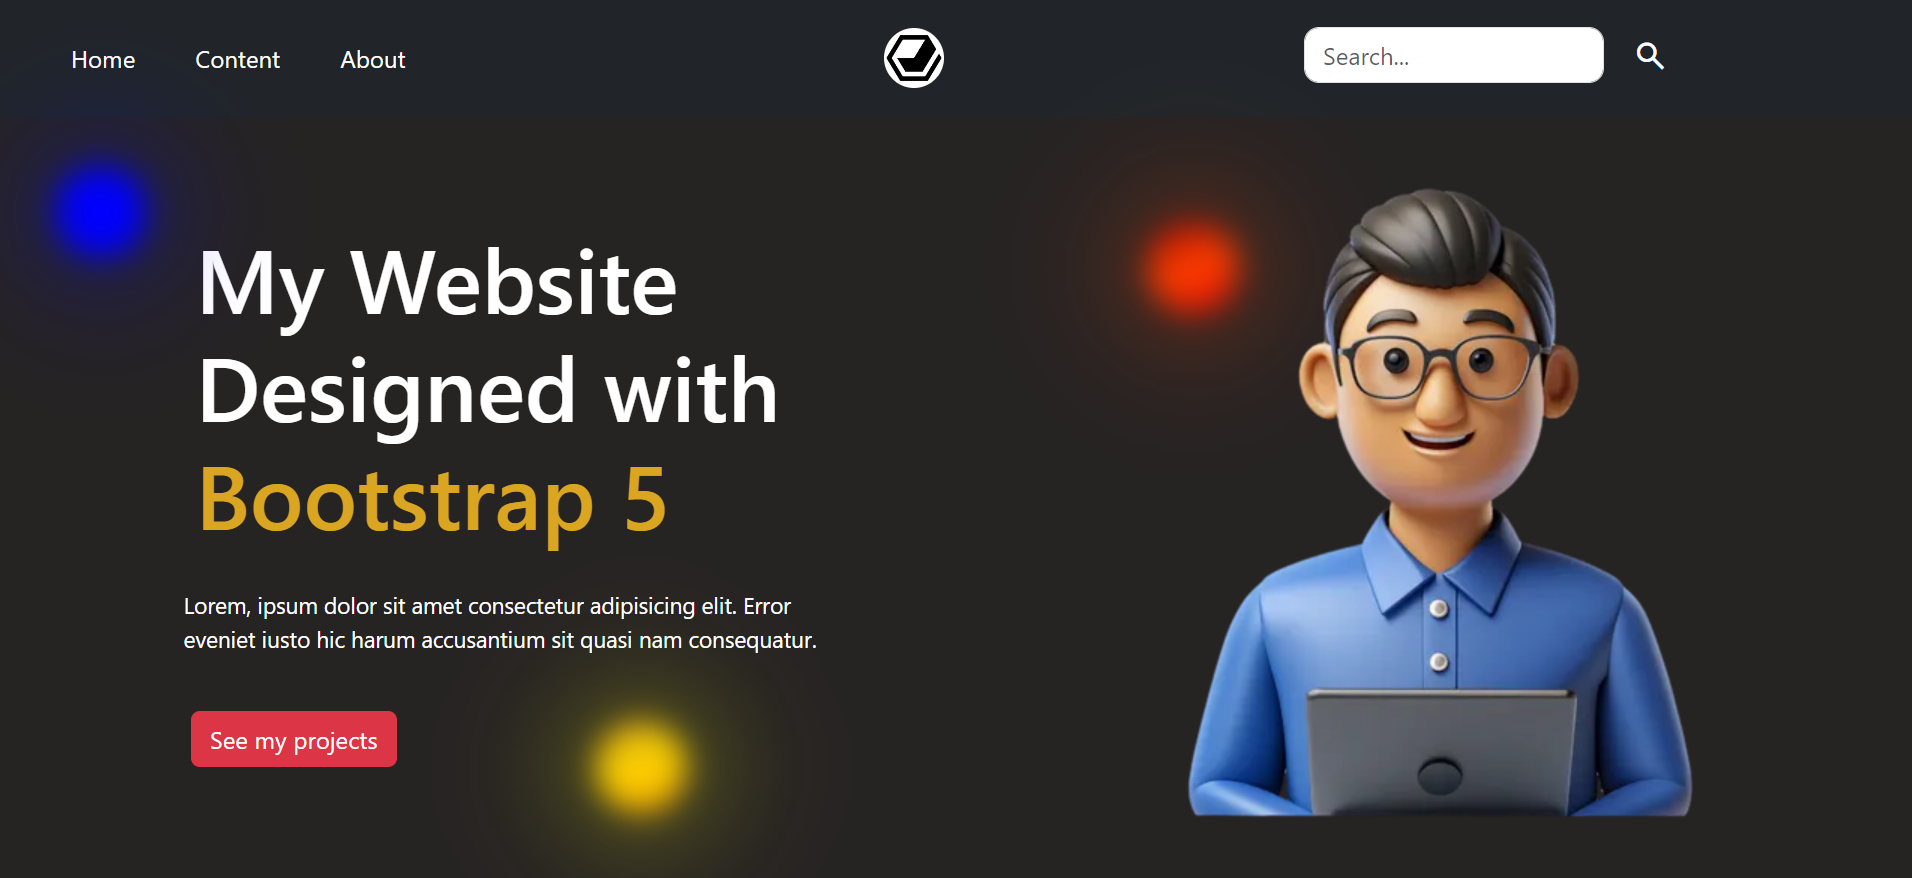 Home
Content
About
Search...
My Website
Designed with
Bootstrap 5
Lorem, ipsum dolor sit amet consectetur adipisicing elit. Error
eveniet iusto hic harum accusantium sit quasi nam consequatur.
See my projects